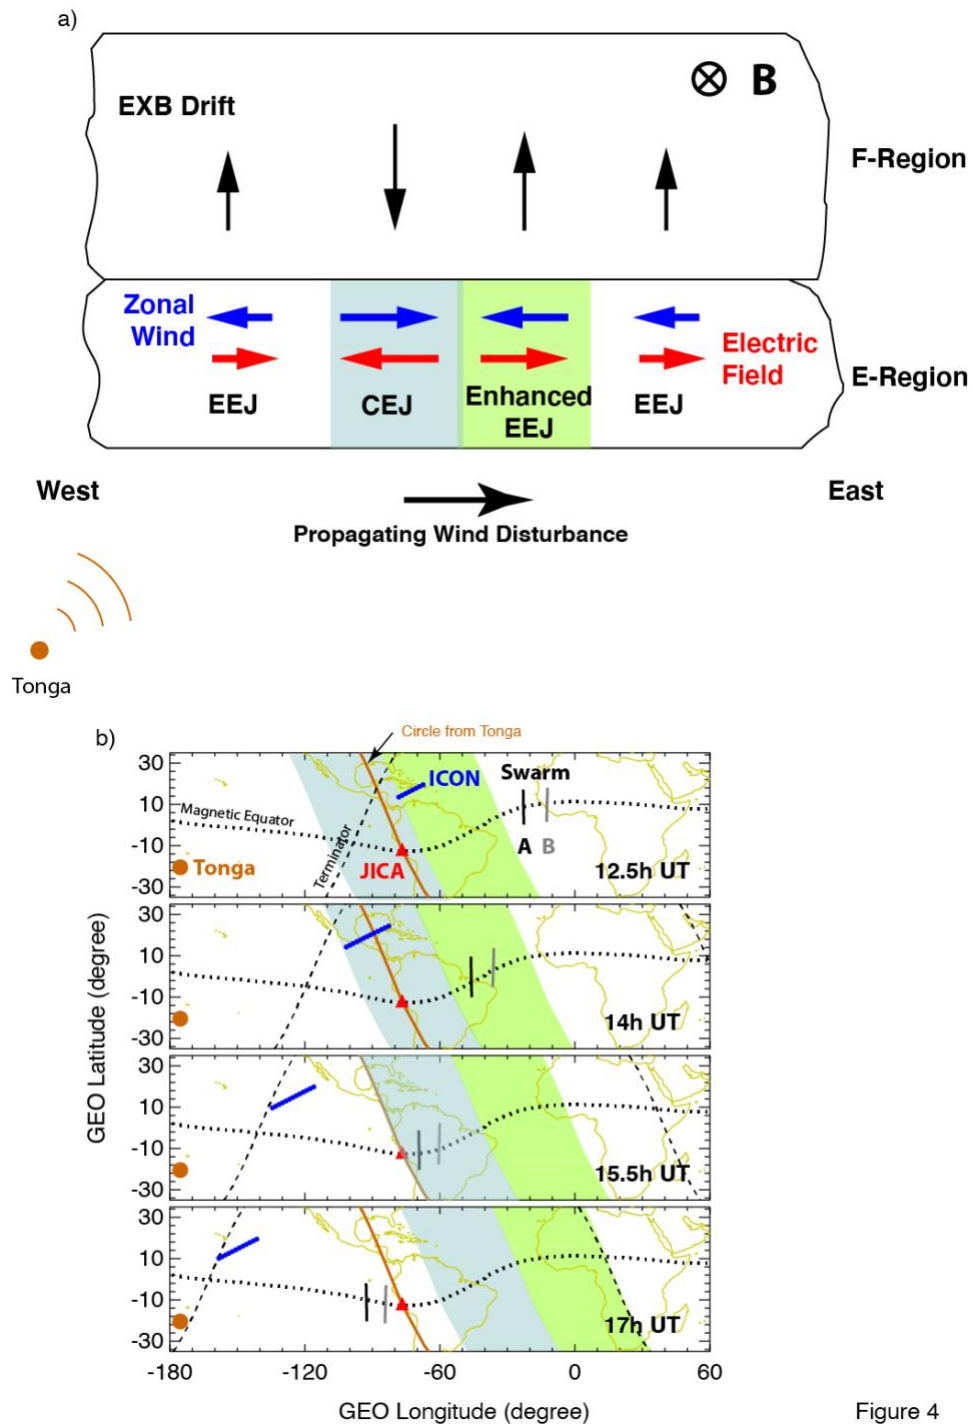 a)
B
EXB Drift
F-Region
Zonal
Wind
Electric
Field
E-Region
EEJ
CEJ
Enhanced
EEJ
EEJ
West
East
Propagating Wind Disturbance
Tonga
b)
Circle from Tonga
30
10
-10
-30
Magnetic Equator
Terminator
ICON
Swarm
A B
JICA
Tonga
12.5h UT
30
10
-10
-30
14h UT
30
10
-10
-30
15.5h UT
30
10
-10
-30
17h UT
GEO Latitude (degree)
-180 -120 -60 0 60
GEO Longitude (degree)
Figure 4